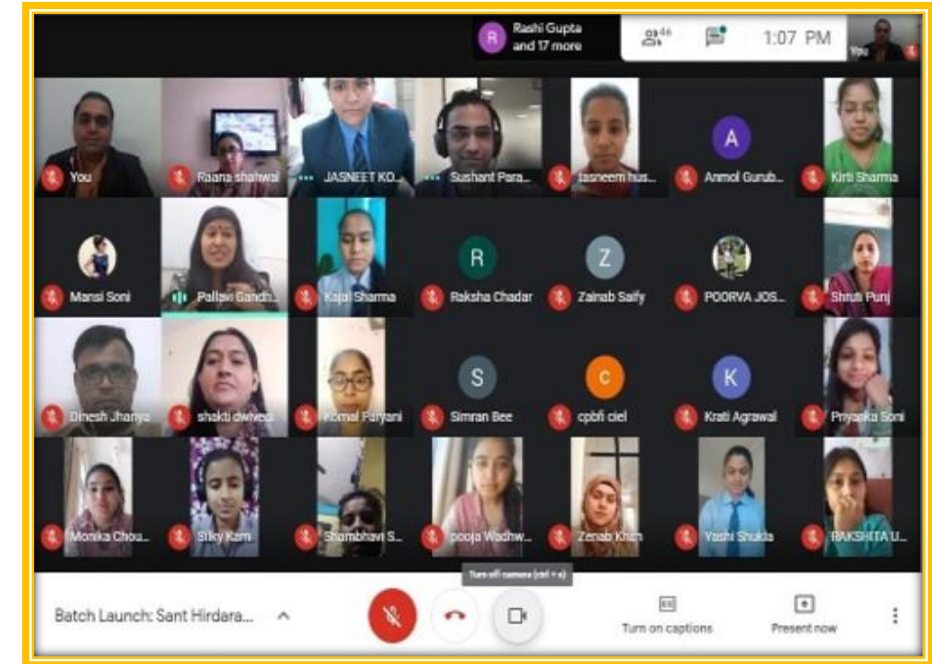 R
Rashi Gupta
and 17 more
46
1:07 PM
You
You
Raana shahwal
JASNEET KO...
Sushant Para...
tasneem hus...
A
Anmol Gurub...
Kirti Sharma
Mansi Soni
Pallavi Gandh...
Kajal Sharma
R
Raksha Chadar
Z
Zainab Saify
POORVA JOS...
Shruti Punj
Dinesh Jhariya
shakti dwivedi
Komal Paryani
S
Simran Bee
c
cpbfi ciel
K
Krati Agrawal
Priyanka Soni
Monika Chou...
Silky Karn
Shambhavi S...
pooja Wadhw...
Zenab Khan
Yashi Shukla
RAKSHITA U...
Turn off camera (ctrl + e)
Batch Launch: Sant Hirdara...
Turn on captions
Present now